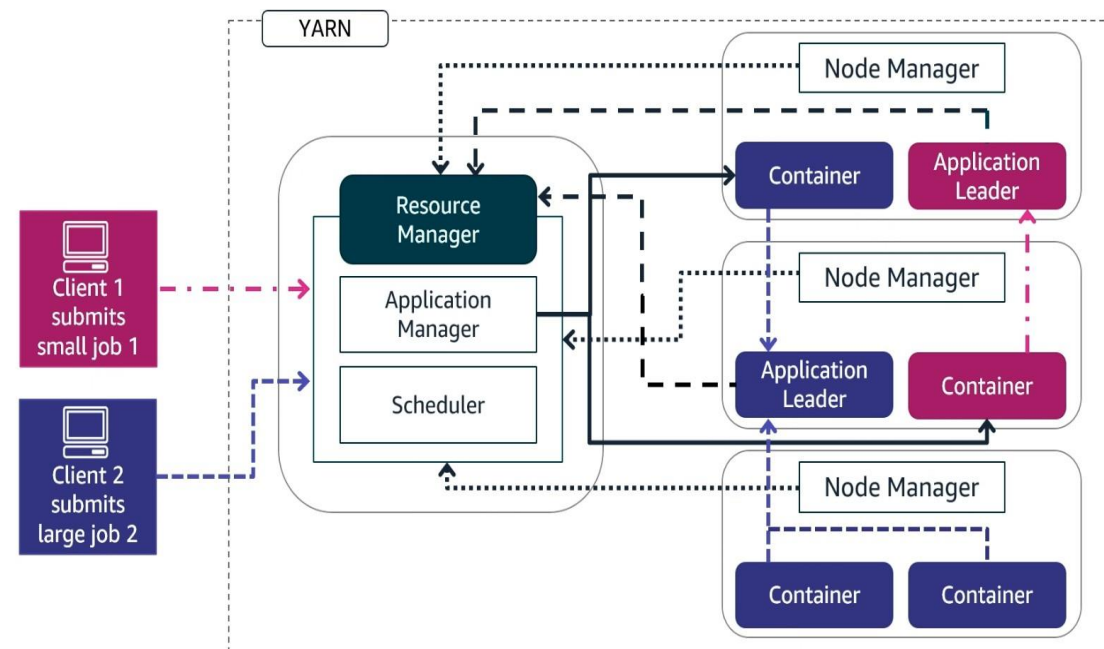 YARN
Client 1
submits
small job 1
Client 2
submits
large job 2
Resource
Manager
Application
Manager
Scheduler
Node Manager
Container
Application
Leader
Node Manager
Application
Leader
Container
Node Manager
Container
Container